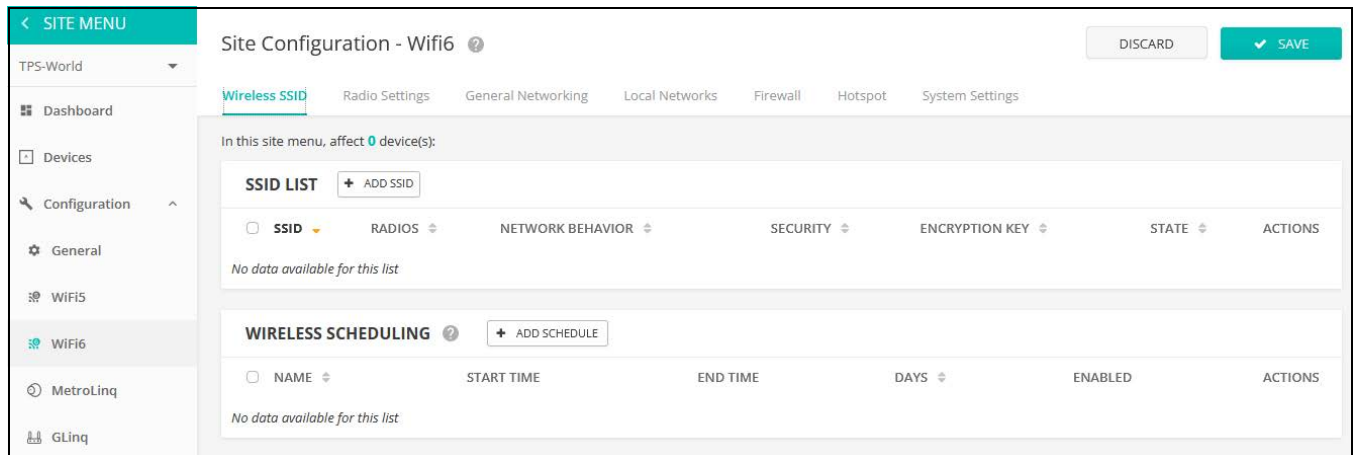 SITE MENU
TPS-World
Dashboard
Devices
Configuration
General
WiFi5
WiFi6
MetroLinq
GLinq
Site Configuration - Wifi6 ?
DISCARD
SAVE
Wireless SSID Radio Settings General Networking Local Networks Firewall Hotspot System Settings
In this site menu, affect 0 device(s):
SSID LIST + ADD SSID
SSID RADIOS NETWORK BEHAVIOR SECURITY ENCRYPTION KEY STATE ACTIONS
No data available for this list
WIRELESS SCHEDULING ? + ADD SCHEDULE
NAME START TIME END TIME DAYS ENABLED ACTIONS
No data available for this list